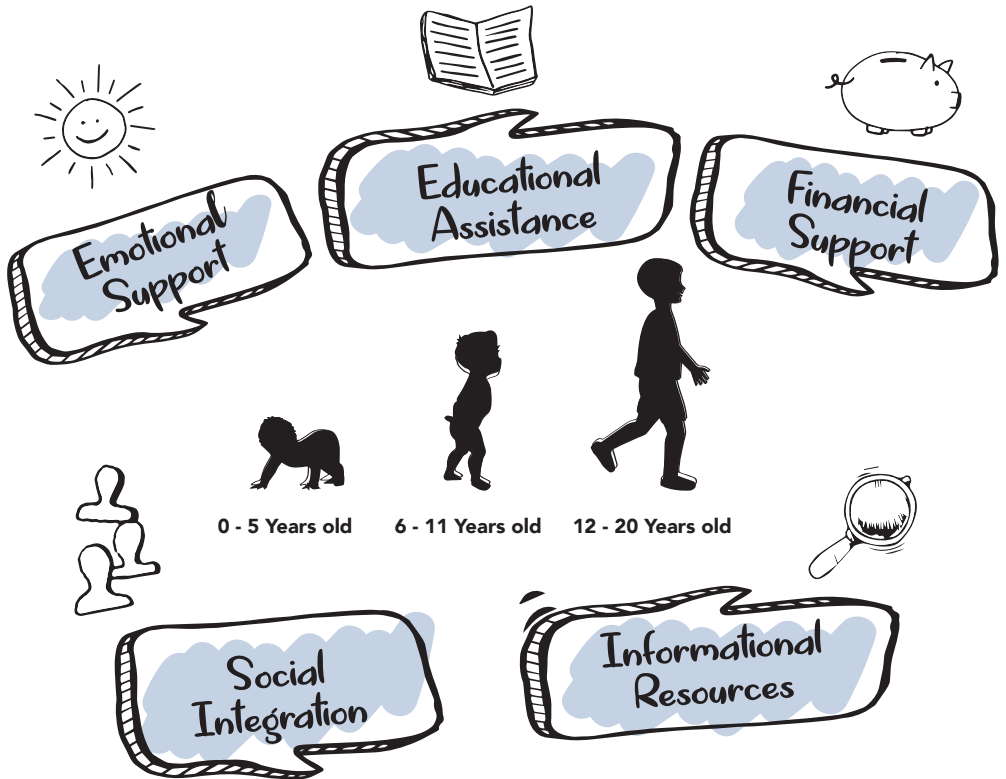 Educational
Assistance
Financial
Support
Emotional
Support
0 - 5 Years old
6 - 11 Years old
12 - 20 Years old
Social
Integration
Informational
Resources